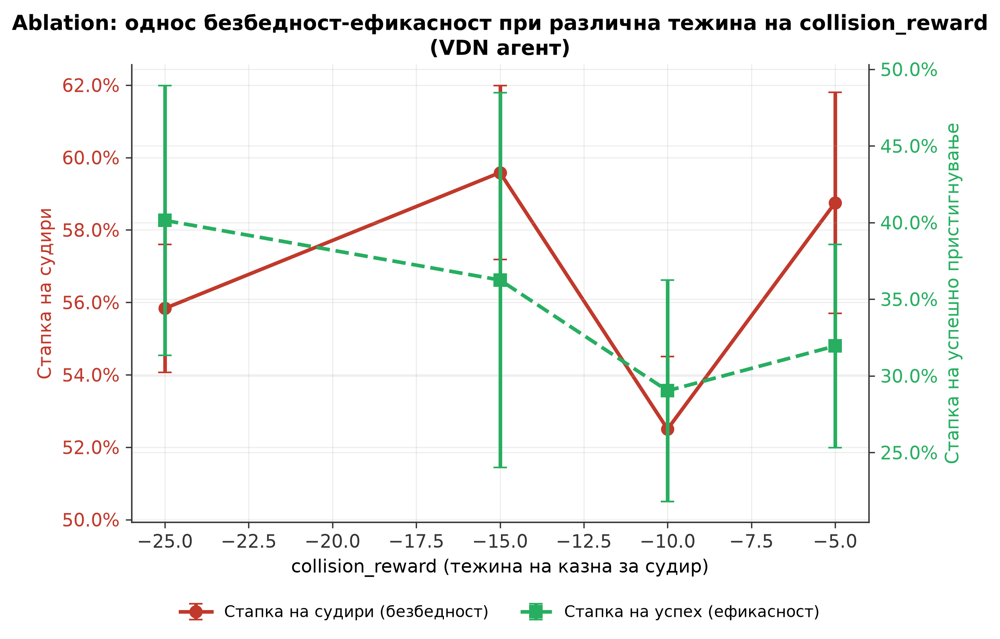 Ablation: однос безбедност-ефикасност при различна тежина на collision_reward
(VDN агент)
Стапка на судири
62.0%
60.0%
58.0%
56.0%
54.0%
52.0%
50.0%
50.0%
45.0%
40.0%
35.0%
30.0%
25.0%
Стапка на успешно пристигнување
−25.0 −22.5 −20.0 −17.5 −15.0 −12.5 −10.0 −7.5 −5.0
collision_reward (тежина на казна за судир)
Стапка на судири (безбедност) Стапка на успех (ефикасност)